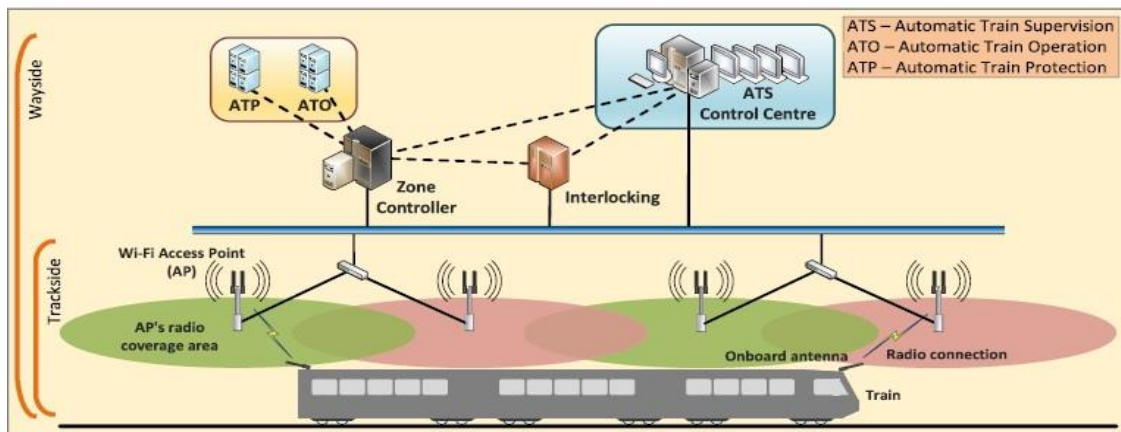 ATS – Automatic Train Supervision
ATO – Automatic Train Operation
ATP – Automatic Train Protection
Wayside
ATP
ATO
ATS
Control Centre
Zone
Controller
Interlocking
Trackside
Wi-Fi Access Point
(AP)
AP's radio
coverage area
Onboard antenna
Radio connection
Train